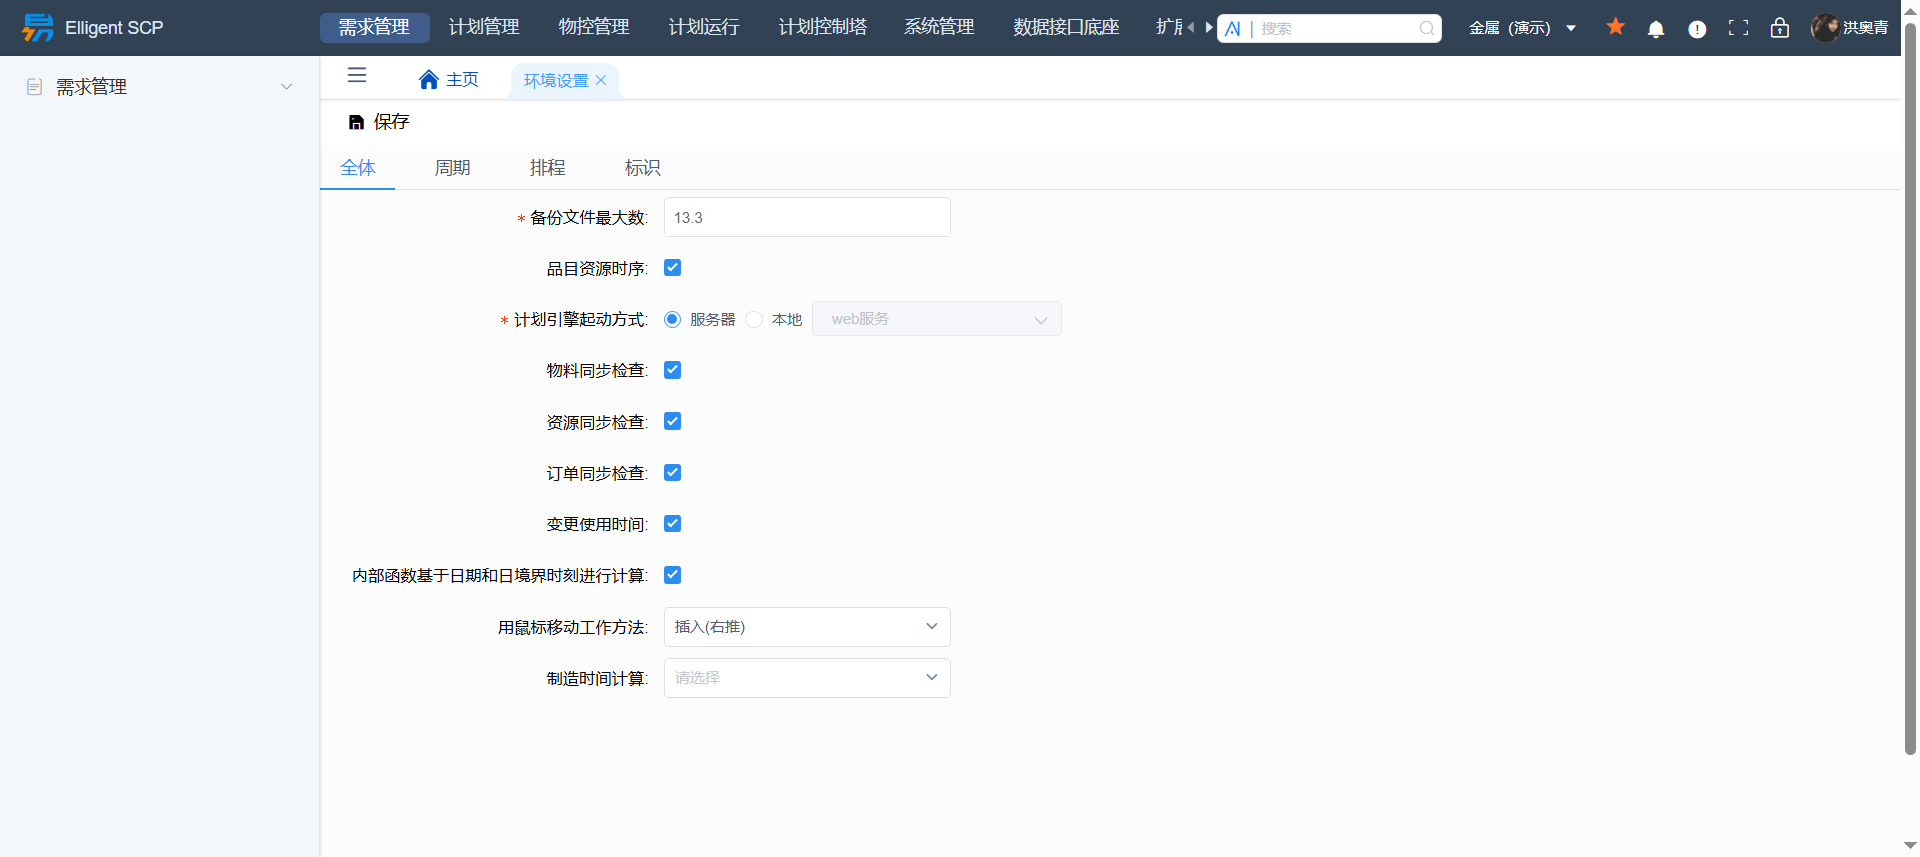 Elligent SCP
需求管理 计划管理 物控管理 计划运行 计划控制塔 系统管理 数据接口底座 AI | 搜索 金属（演示） 洪奥青
需求管理
主页 环境设置
保存
全体 周期 排程 标识
* 备份文件最大数: 13.3
品目资源时序:
* 计划引擎起动方式: 服务器 本地 web服务
物料同步检查:
资源同步检查:
订单同步检查:
变更使用时间:
内部函数基于日期和日境界时刻进行计算:
用鼠标移动工作方法: 插入(右推)
制造时间计算: 请选择